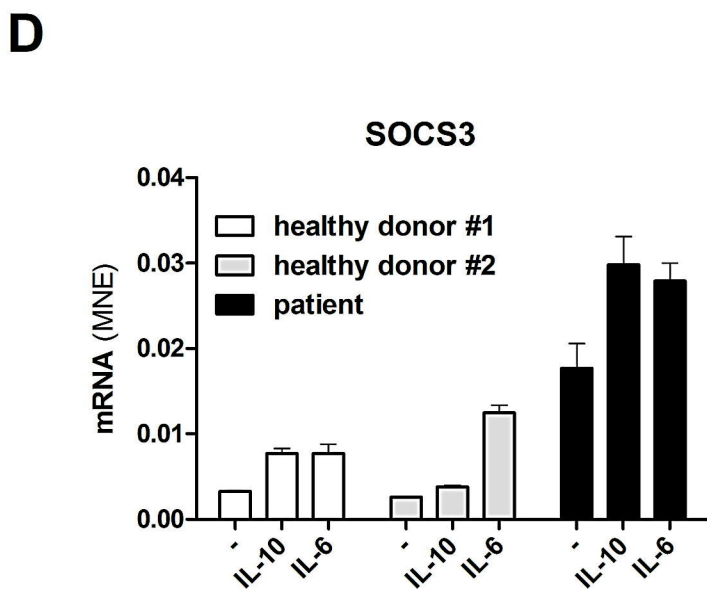 D
SOCS3
mRNA (MNE)
0.04
0.03
0.02
0.01
0.00
healthy donor #1
healthy donor #2
patient
- IL-10 IL-6 - IL-10 IL-6 - IL-10 IL-6